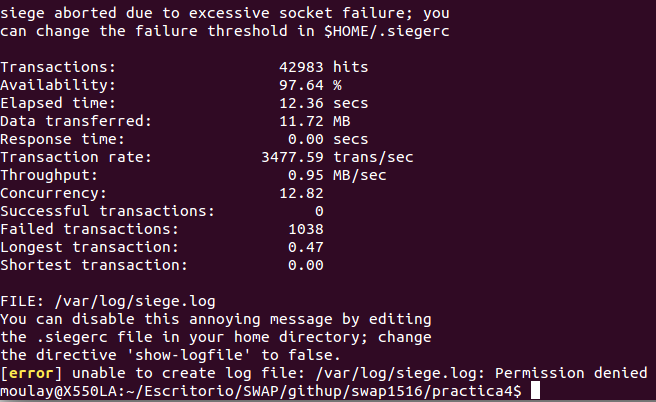 siege aborted due to excessive socket failure; you
can change the failure threshold in $HOME/.siegerc
Transactions: 42983 hits
Availability: 97.64 %
Elapsed time: 12.36 secs
Data transferred: 11.72 MB
Response time: 0.00 secs
Transaction rate: 3477.59 trans/sec
Throughput: 0.95 MB/sec
Concurrency: 12.82
Successful transactions: 0
Failed transactions: 1038
Longest transaction: 0.47
Shortest transaction: 0.00
FILE: /var/log/siege.log
You can disable this annoying message by editing
the .siegerc file in your home directory; change
the directive 'show-logfile' to false.
[error] unable to create log file: /var/log/siege.log: Permission denied
moulay@X550LA:~/Escritorio/SWAP/githup/swap1516/practica4$